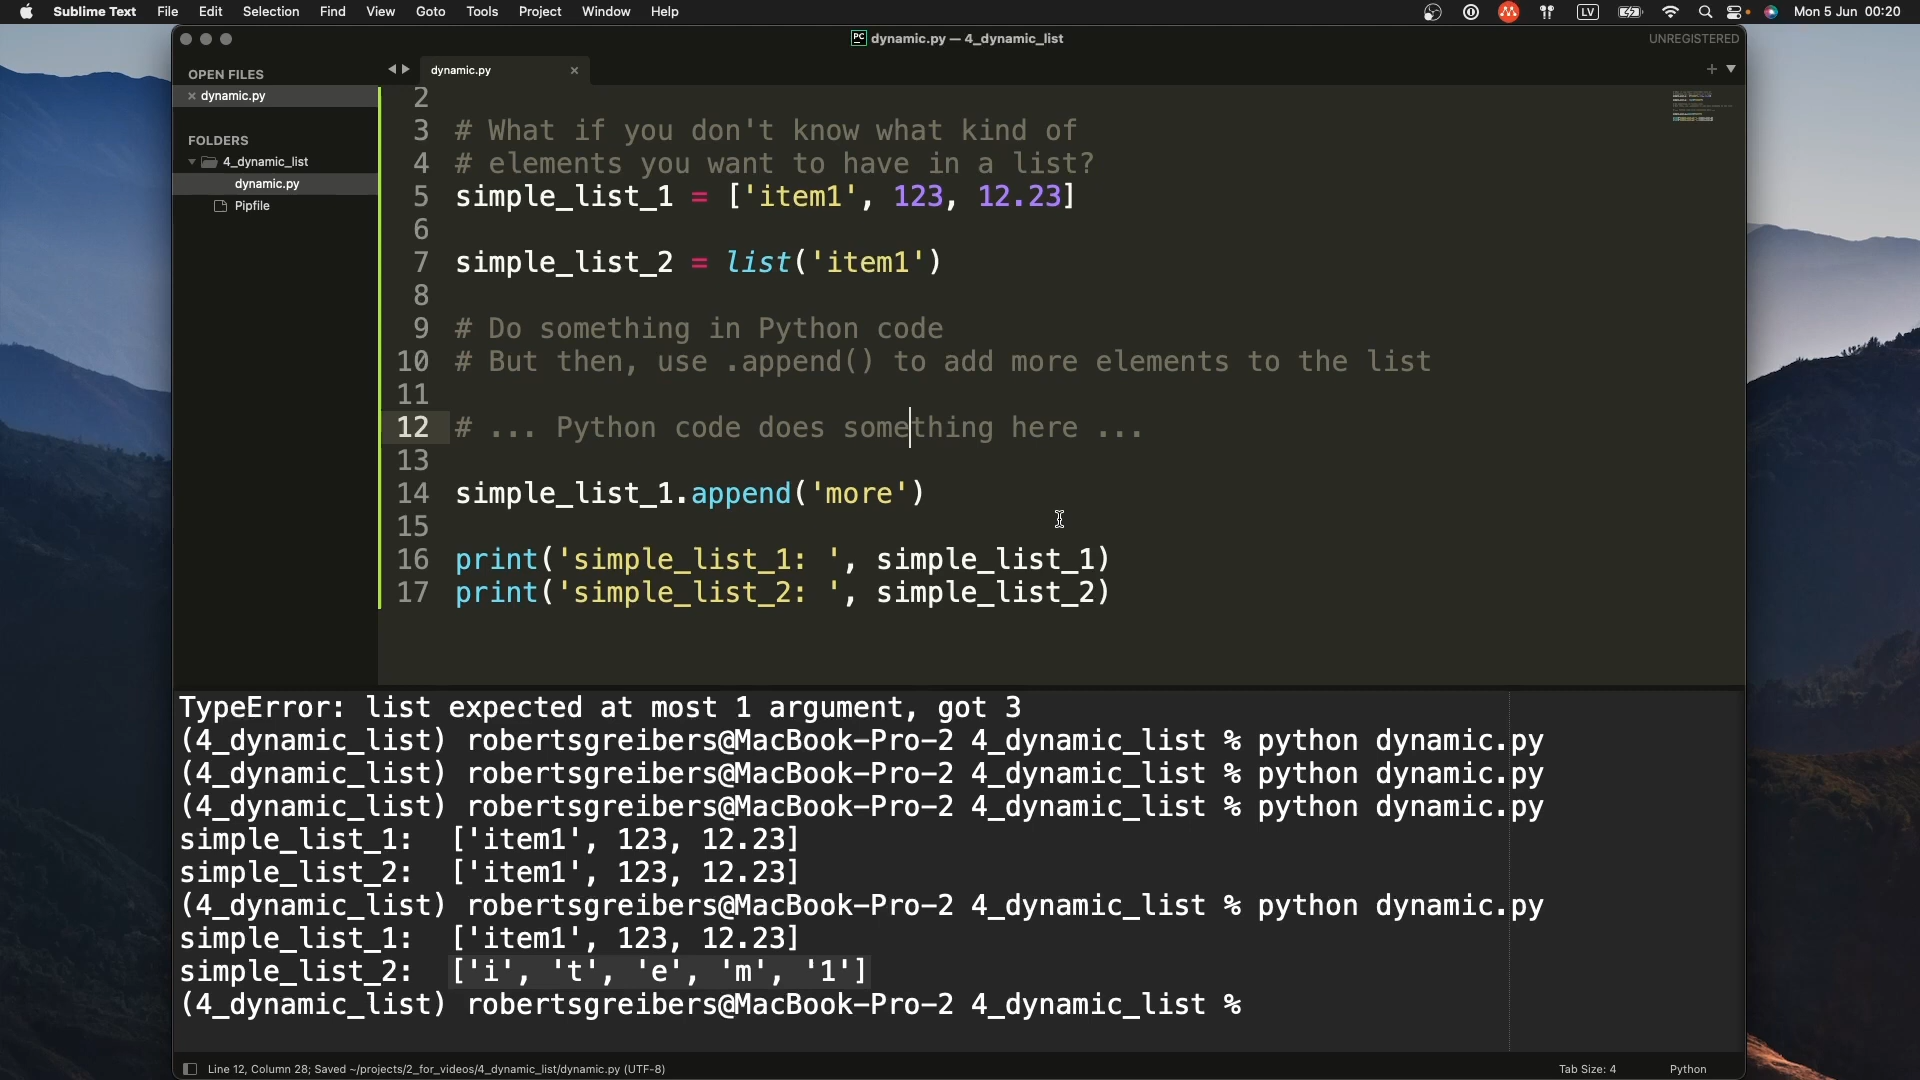 Sublime Text File Edit Selection Find View Goto Tools Project Window Help LV Mon 5 Jun 00:20
PC dynamic.py — 4_dynamic_list UNREGISTERED
OPEN FILES
dynamic.py
FOLDERS
4_dynamic_list
dynamic.py
Pipfile
dynamic.py
2
3 # What if you don't know what kind of
4 # elements you want to have in a list?
5 simple_list_1 = ['item1', 123, 12.23]
6
7 simple_list_2 = list('item1')
8
9 # Do something in Python code
10 # But then, use .append() to add more elements to the list
11
12 # ... Python code does something here ...
13
14 simple_list_1.append('more')
15
16 print('simple_list_1: ', simple_list_1)
17 print('simple_list_2: ', simple_list_2)
TypeError: list expected at most 1 argument, got 3
(4_dynamic_list) robertsgreibers@MacBook-Pro-2 4_dynamic_list % python dynamic.py
(4_dynamic_list) robertsgreibers@MacBook-Pro-2 4_dynamic_list % python dynamic.py
(4_dynamic_list) robertsgreibers@MacBook-Pro-2 4_dynamic_list % python dynamic.py
simple_list_1:  ['item1', 123, 12.23]
simple_list_2:  ['item1', 123, 12.23]
(4_dynamic_list) robertsgreibers@MacBook-Pro-2 4_dynamic_list % python dynamic.py
simple_list_1:  ['item1', 123, 12.23]
simple_list_2:  ['i', 't', 'e', 'm', '1']
(4_dynamic_list) robertsgreibers@MacBook-Pro-2 4_dynamic_list %
Line 12, Column 28; Saved ~/projects/2_for_videos/4_dynamic_list/dynamic.py (UTF-8) Tab Size: 4 Python